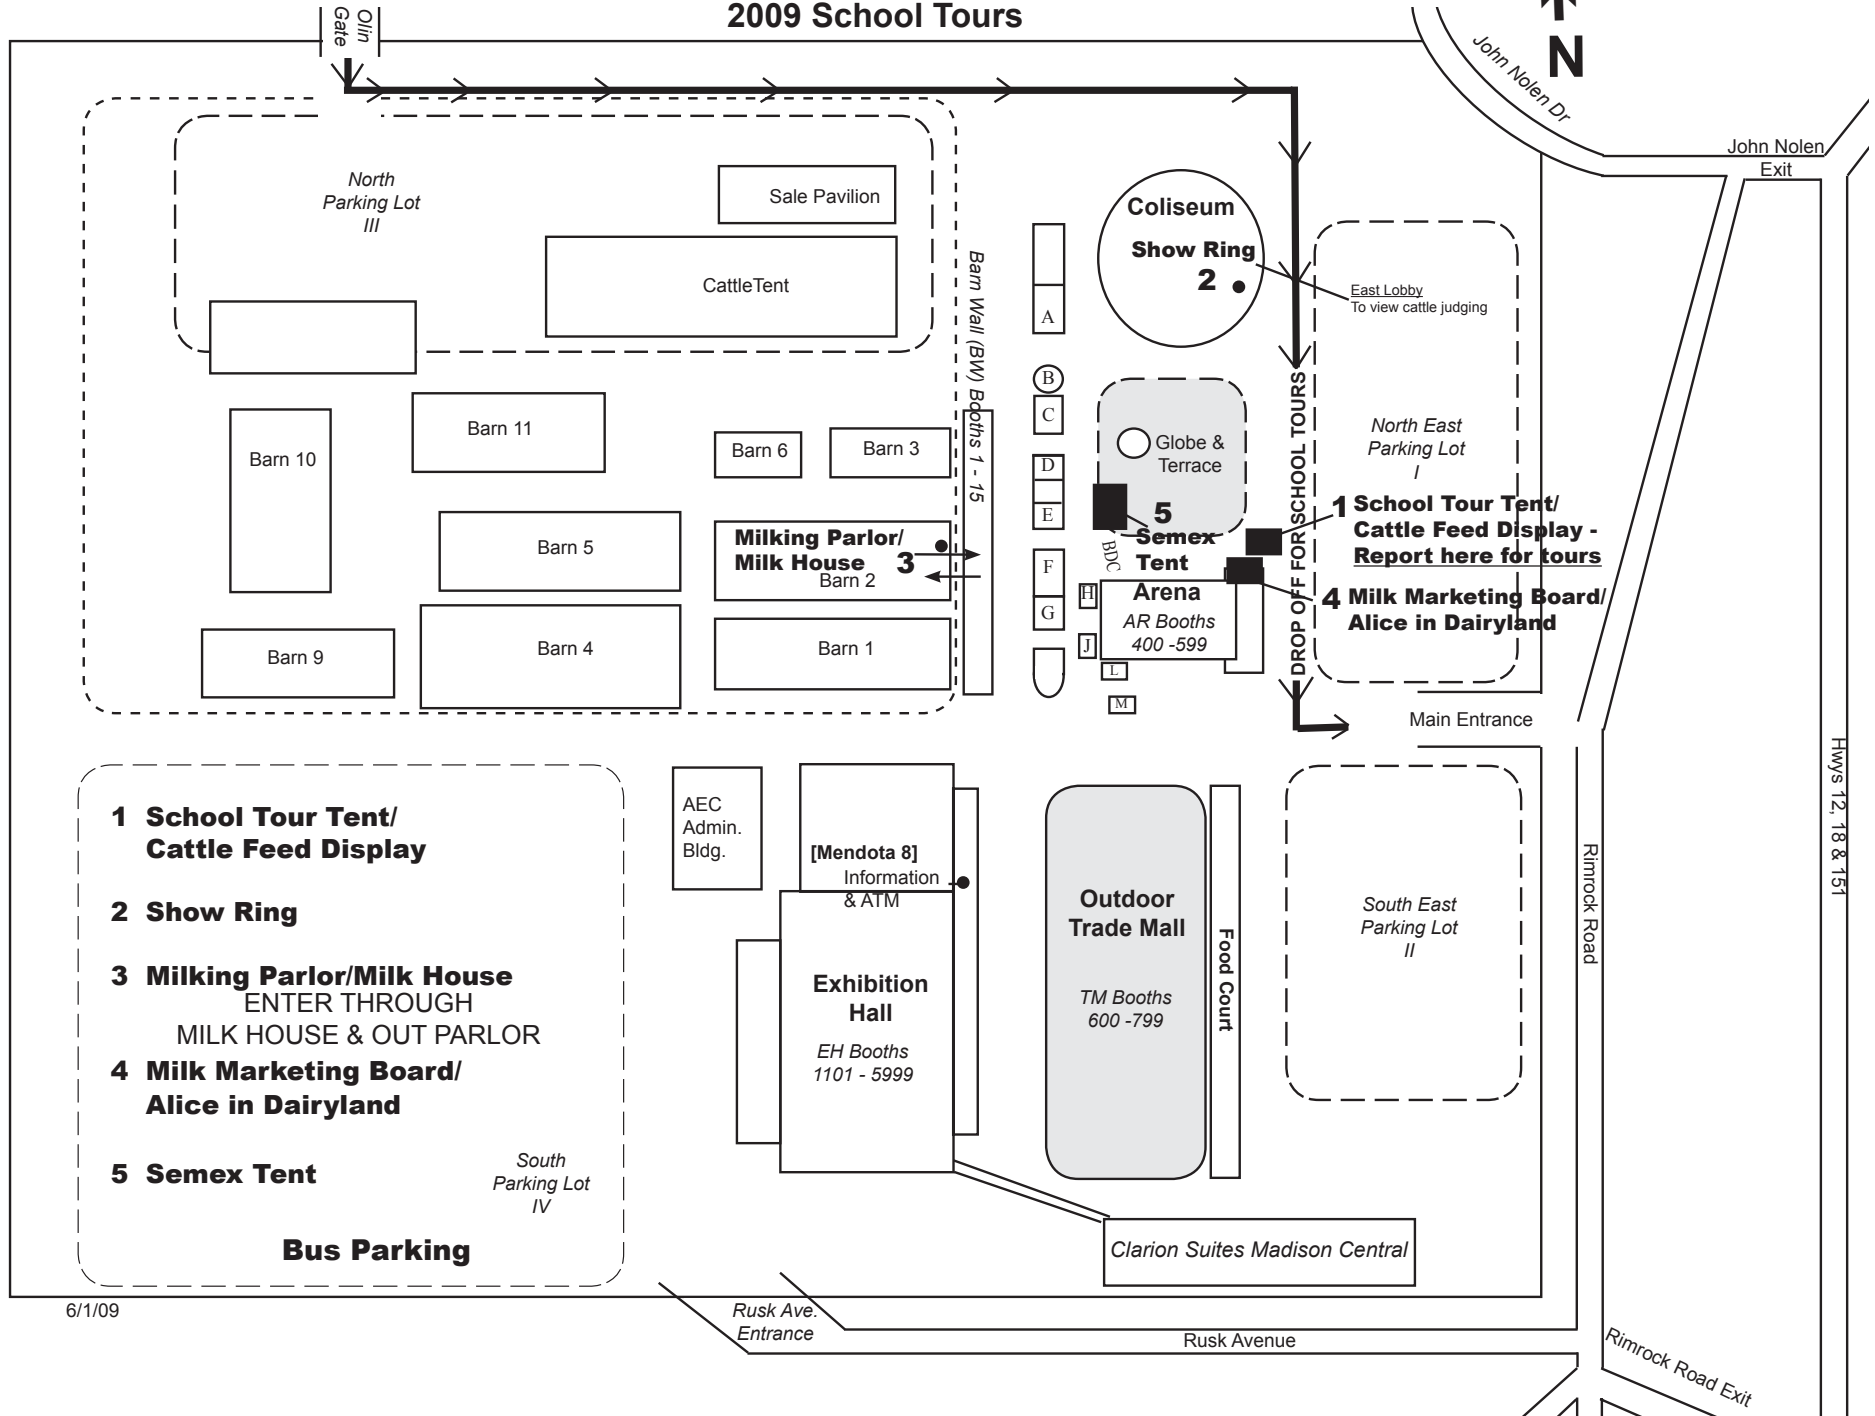 2009 School Tours
Olin
Gate
N
John Nolen Dr
John Nolen
Exit
North
Parking Lot
III
Sale Pavilion
CattleTent
Barn Wall (BW) Booths 1 - 15
Coliseum
Show Ring
2
East Lobby
To view cattle judging
A
B
C
D
E
F
G
H
J
L
M
Globe &
Terrace
DROP OFF FOR SCHOOL TOURS
North East
Parking Lot
I
Barn 10
Barn 11
Barn 6
Barn 3
Barn 5
Milking Parlor/
Milk House 3
Barn 2
Barn 9
Barn 4
Barn 1
5
Semex
Tent
BDC
Arena
AR Booths
400 -599
1 School Tour Tent/
Cattle Feed Display -
Report here for tours
4 Milk Marketing Board/
Alice in Dairyland
Main Entrance
1 School Tour Tent/
Cattle Feed Display
2 Show Ring
3 Milking Parlor/Milk House
ENTER THROUGH
MILK HOUSE & OUT PARLOR
4 Milk Marketing Board/
Alice in Dairyland
5 Semex Tent
South
Parking Lot
IV
Bus Parking
AEC
Admin.
Bldg.
[Mendota 8]
Information
& ATM
Exhibition
Hall
EH Booths
1101 - 5999
Outdoor
Trade Mall
TM Booths
600 -799
Food Court
South East
Parking Lot
II
Rimrock Road
Hwys 12, 18 & 151
Clarion Suites Madison Central
6/1/09
Rusk Ave.
Entrance
Rusk Avenue
Rimrock Road Exit